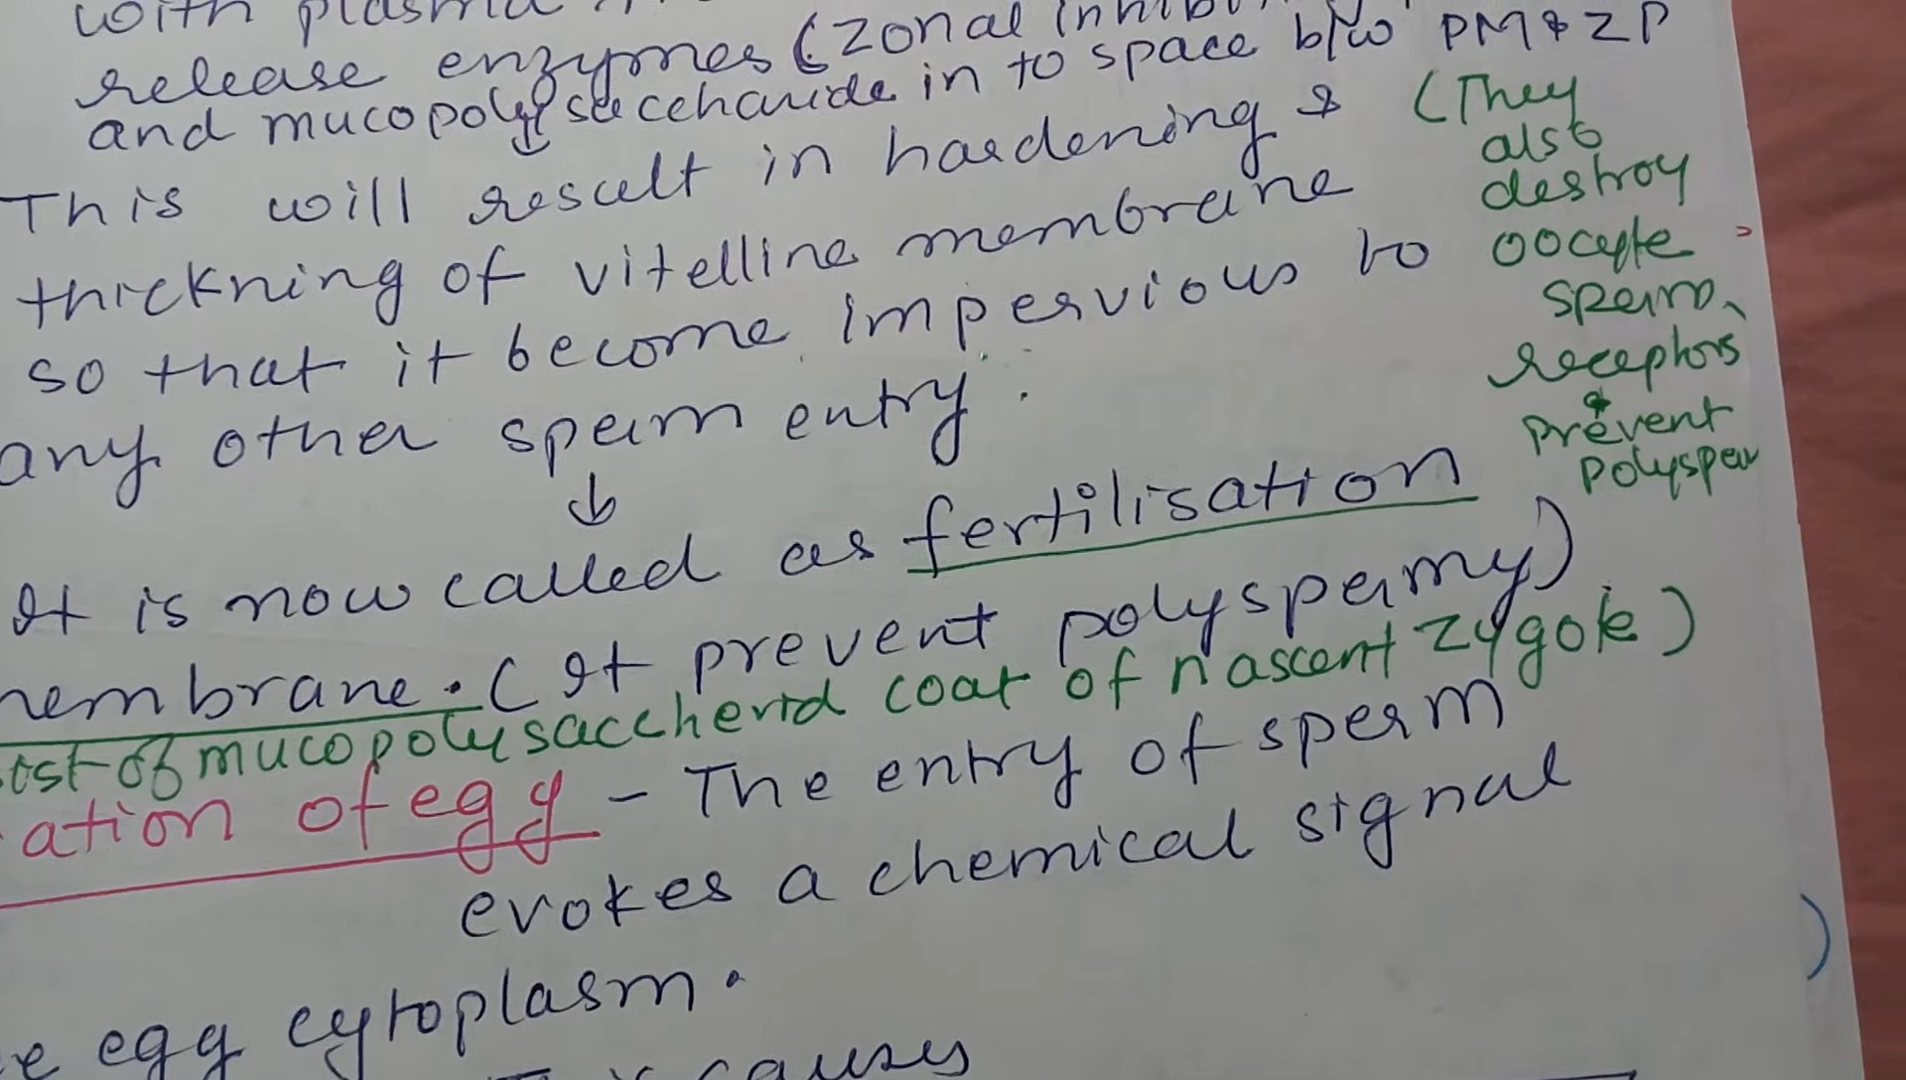 with plasma
release enzymes (zonal inhibi
and mucopolysaccharide in to space b/w PM & ZP
This will result in hardening &
thickning of vitelline membrane
so that it become impervious to
any other sperm entry.
(They
also
destroy
oocyte
sperm
receptors
&
prevent
polysper
It is now called as fertilisation
membrane. (It prevent polyspermy)
of mucopolysaccherid coat of nascent zygote)
ation of egg - The entry of sperm
evokes a chemical signal
egg cytoplasm.
causes